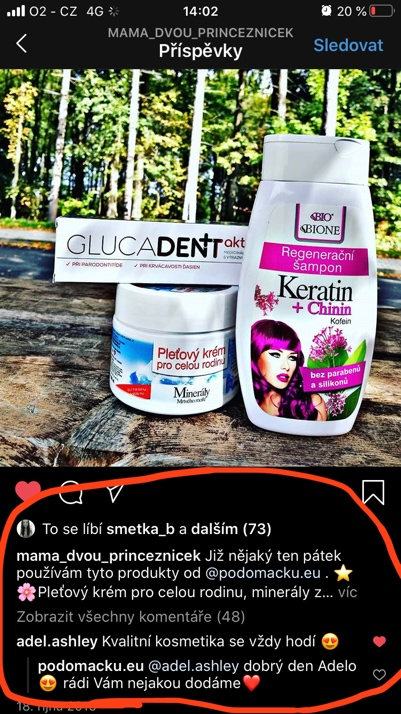 O2 - CZ 4G 14:02 20 %
MAMA_DVOU_PRINCEZNICEK
Příspěvky
Sledovat
GLUCADENT akt
✓ PŘI PARODONTITIDĚ ✓ PŘI KRVÁCAVOSTI ĎASIEN
BIO
BIONE
Regenerační
šampon
Keratin
+ Chinin
Kofein
bez parabenů
a silikonů
Pleťový krém
pro celou rodinu
Minerály
Mrtvého moře
To se líbí smetka_b a dalším (73)
mama_dvou_princeznicek Již nějaký ten pátek
používám tyto produkty od @podomacku.eu . ⭐
🌸Pleťový krém pro celou rodinu, minerály z... víc
Zobrazit všechny komentáře (48)
adel.ashley Kvalitní kosmetika se vždy hodí 😍
podomacku.eu @adel.ashley dobrý den Adelo
😍 rádi Vám nejakou dodáme❤️
18. října 2018